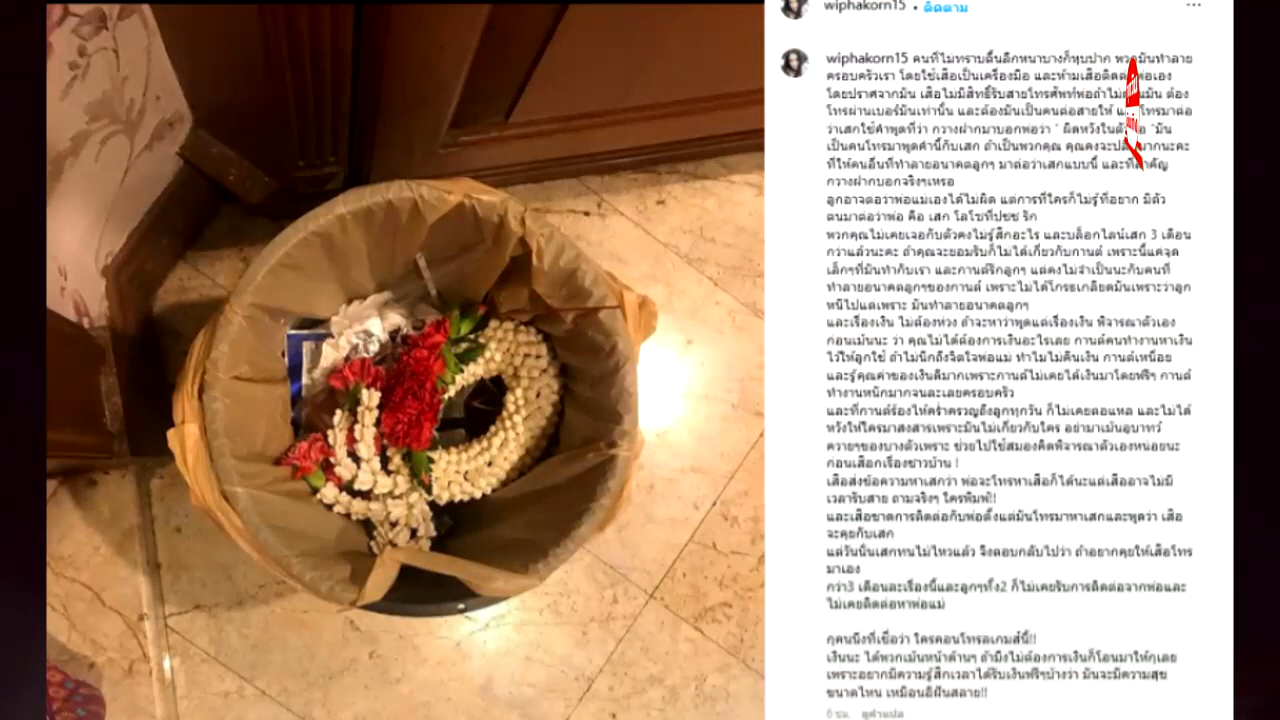 wiphakorn15 • ติดตาม
wiphakorn15 คนที่ไม่ทราบตื้นลึกหนาบางก็หุบปาก พวกมันทำลาย
ครอบครัวเรา โดยใช้เสือเป็นเครื่องมือ และห้ามเสือติดต่อพ่อเอง
โดยปราศจากมัน เสือไม่มีสิทธิ์รับสายโทรศัพท์พ่อถ้าไม่ผ่านมัน ต้อง
โทรผ่านเบอร์มันเท่านั้น และต้องมันเป็นคนต่อสายให้ โทรมาต่อ
ว่าเสกใช้คำพูดที่ว่า กวางฝากมาบอกพ่อว่า " ผิดหวังในตัวพ่อ "มัน
เป็นคนโทรมาพูดคำนี้กับเสก ถ้าเป็นพวกคุณ คุณคงจะปลื้มมากนะคะ
ที่ให้คนอื่นที่ทำลายอนาคตลูกๆ มาต่อว่าเสกแบบนี้ และที่สำคัญ
กวางฝากบอกจริงๆเหรอ
ลูกอาจต่อว่าพ่อแม่เองได้ไม่ผิด แต่การที่ใครก็ไม่รู้ที่อยาก มีตัว
ตนมาต่อว่าพ่อ คือ เสก โลโซที่ปชช รัก
พวกคุณไม่เคยเจอกับตัวคงไม่รู้สึกอะไร และบล็อกไลน์เสก 3 เดือน
กว่าแล้วนะคะ ถ้าคุณจะยอมรับก็ไม่ได้เกี่ยวกับกานต์ เพราะนี้แค่จุด
เล็กๆที่มันทำกับเรา และกานต์รักลูกๆ แต่คงไม่จำเป็นนะกับคนที่
ทำลายอนาคตลูกๆของกานต์ เพราะไม่ได้โกรธเกลียดมันเพราะว่าลูก
หนีไปแต่เพราะ มันทำลายอนาคตลูกๆ
และเรื่องเงิน ไม่ต้องห่วง ถ้าจะหาว่าพูดแต่เรื่องเงิน พิจารณาตัวเอง
ก่อนเม้นนะ ว่า คุณไม่ได้ต้องการเงินอะไรเลย กานต์คนทำงานหาเงิน
ไว้ให้ลูกใช้ ถ้าไม่นึกถึงจิตใจพ่อแม่ ทำไมไม่คืนเงิน กานต์เหนื่อย
และรู้คุณค่าของเงินดีมากเพราะกานต์ไม่เคยได้เงินมาโดยฟรีๆ กานต์
ทำงานหนักมากจนละเลยครอบครัว
และที่กานต์ร้องไห้คร่ำครวญถึงลูกทุกวัน ก็ไม่เคยตอแหล และไม่ได้
หวังให้ใครมาสงสารเพราะมันไม่เกี่ยวกับใคร อย่ามาเม้นอุบาทว์
ควายๆของบางตัวเพราะ ช่วยไปใช้สมองคิดพิจารณาตัวเองหน่อยนะ
ก่อนเสือกเรื่องชาวบ้าน !
เสือส่งข้อความหาเสกว่า พ่อจะโทรหาเสือก็ได้นะแต่เสืออาจไม่มี
เวลารับสาย ถามจริงๆ ใครพิมพ์!!
และเสือขาดการติดต่อกับพ่อตั้งแต่มันโทรมาหาเสกและพูดว่า เสือ
จะคุยกับเสก
แต่วันนั้นเสกทนไม่ไหวแล้ว จึงตอบกลับไปว่า ถ้าอยากคุยให้เสือโทร
มาเอง
กว่า3 เดือนละเรื่องนี้และลูกๆทั้ง2 ก็ไม่เคยรับการติดต่อจากพ่อและ
ไม่เคยติดต่อหาพ่อแม่
กูคนนึงที่เชื่อว่า ใครคอนโทรลเกมส์นี้!!
เงินนะ ได้พวกเม้นหน้าด้านๆ ถ้ามึงไม่ต้องการเงินก็โอนมาให้กูเลย
เพราะอยากมีความรู้สึกเวลาได้รับเงินฟรีๆบ้างว่า มันจะมีความสุข
ขนาดไหน เหมือนอีผีนสลาย!!
6 ชม. ดูคำแปล